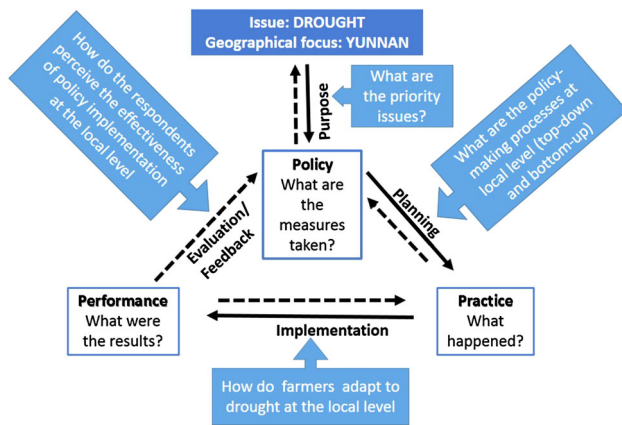 Issue: DROUGHT
Geographical focus: YUNNAN
How do the respondents
perceive the effectiveness
of policy implementation
at the local level
Purpose
What are
the priority
issues?
What are the policy-
making processes at
local level (top-down
and bottom-up)
Policy
What are
the
measures
taken?
Planning
Evaluation/
Feedback
Performance
What were
the results?
Implementation
Practice
What
happened?
How do farmers adapt to
drought at the local level